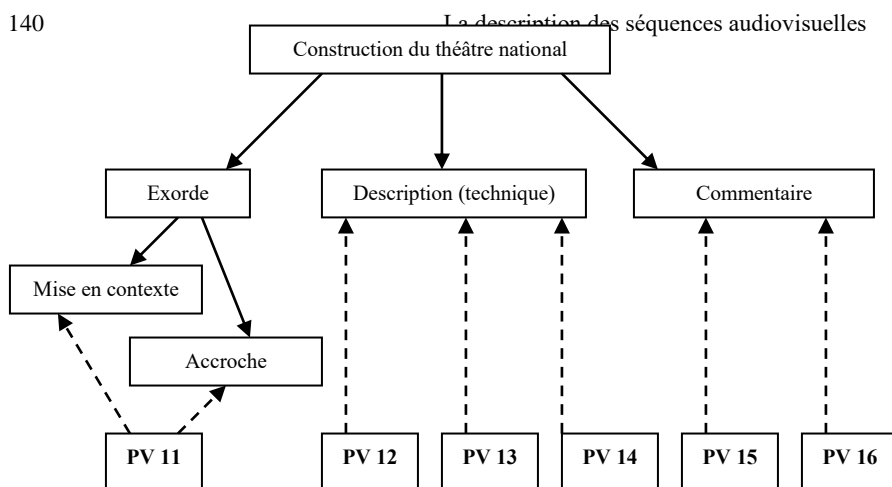 140
La description des séquences audiovisuelles
Construction du théâtre national
Exorde
Description (technique)
Commentaire
Mise en contexte
Accroche
PV 11
PV 12
PV 13
PV 14
PV 15
PV 16